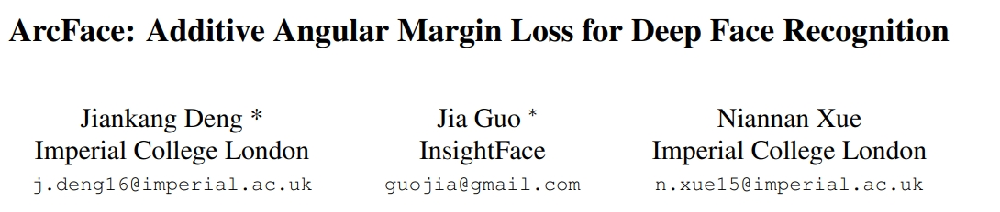 ArcFace: Additive Angular Margin Loss for Deep Face Recognition
Jiankang Deng *
Imperial College London
j.deng16@imperial.ac.uk
Jia Guo *
InsightFace
guojia@gmail.com
Niannan Xue
Imperial College London
n.xue15@imperial.ac.uk